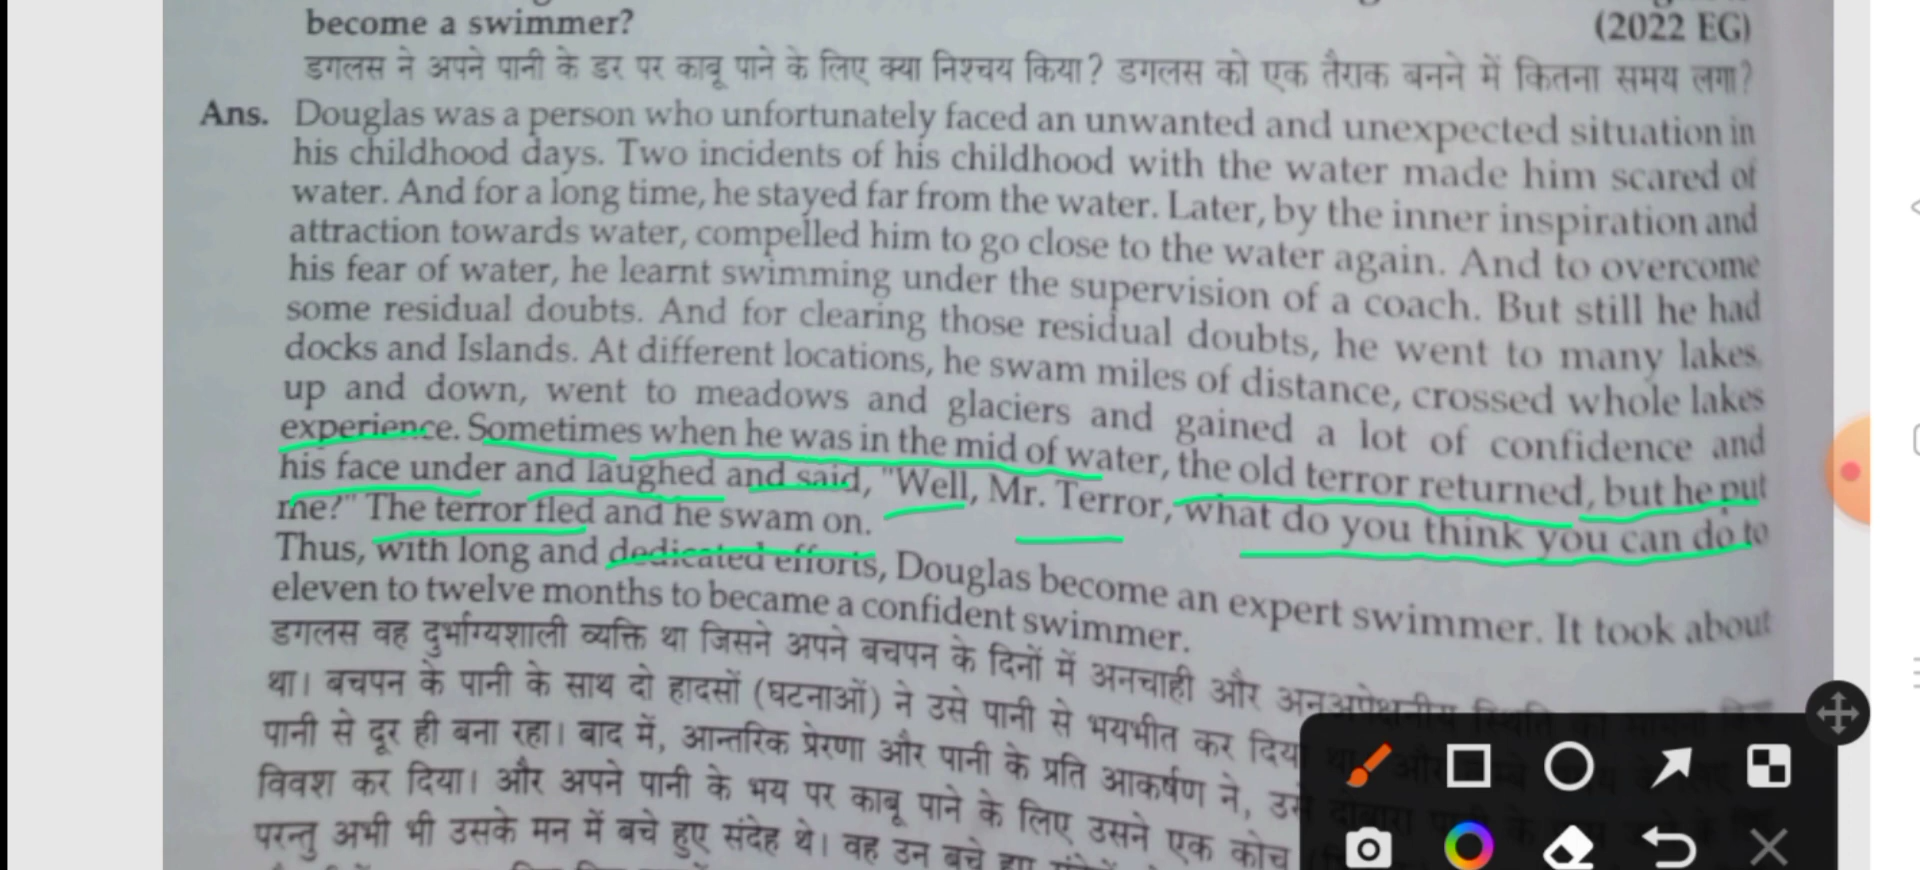 become a swimmer?
(2022 EG)
डगलस ने अपने पानी के डर पर काबू पाने के लिए क्या निश्चय किया? डगलस को एक तैराक बनने में कितना समय लगा?
Ans. Douglas was a person who unfortunately faced an unwanted and unexpected situation in
his childhood days. Two incidents of his childhood with the water made him scared of
water. And for a long time, he stayed far from the water. Later, by the inner inspiration and
attraction towards water, compelled him to go close to the water again. And to overcome
his fear of water, he learnt swimming under the supervision of a coach. But still he had
some residual doubts. And for clearing those residual doubts, he went to many lakes
docks and Islands. At different locations, he swam miles of distance, crossed whole lakes
up and down, went to meadows and glaciers and gained a lot of confidence and
experience. Sometimes when he was in the mid of water, the old terror returned, but he put
his face under and laughed and said, "Well, Mr. Terror, what do you think you can do to
me?" The terror fled and he swam on.
Thus, with long and dedicated efforts, Douglas become an expert swimmer. It took about
eleven to twelve months to became a confident swimmer.
डगलस वह दुर्भाग्यशाली व्यक्ति था जिसने अपने बचपन के दिनों में अनचाही और अनअपेक्षनीय स्थिति का सामना किया
था। बचपन के पानी के साथ दो हादसों (घटनाओं) ने उसे पानी से भयभीत कर दिया था। और
पानी से दूर ही बना रहा। बाद में, आन्तरिक प्रेरणा और पानी के प्रति आकर्षण ने, उसे दोबारा
विवश कर दिया। और अपने पानी के भय पर काबू पाने के लिए उसने एक कोच
परन्तु अभी भी उसके मन में बचे हुए संदेह थे। वह उन बचे हुए